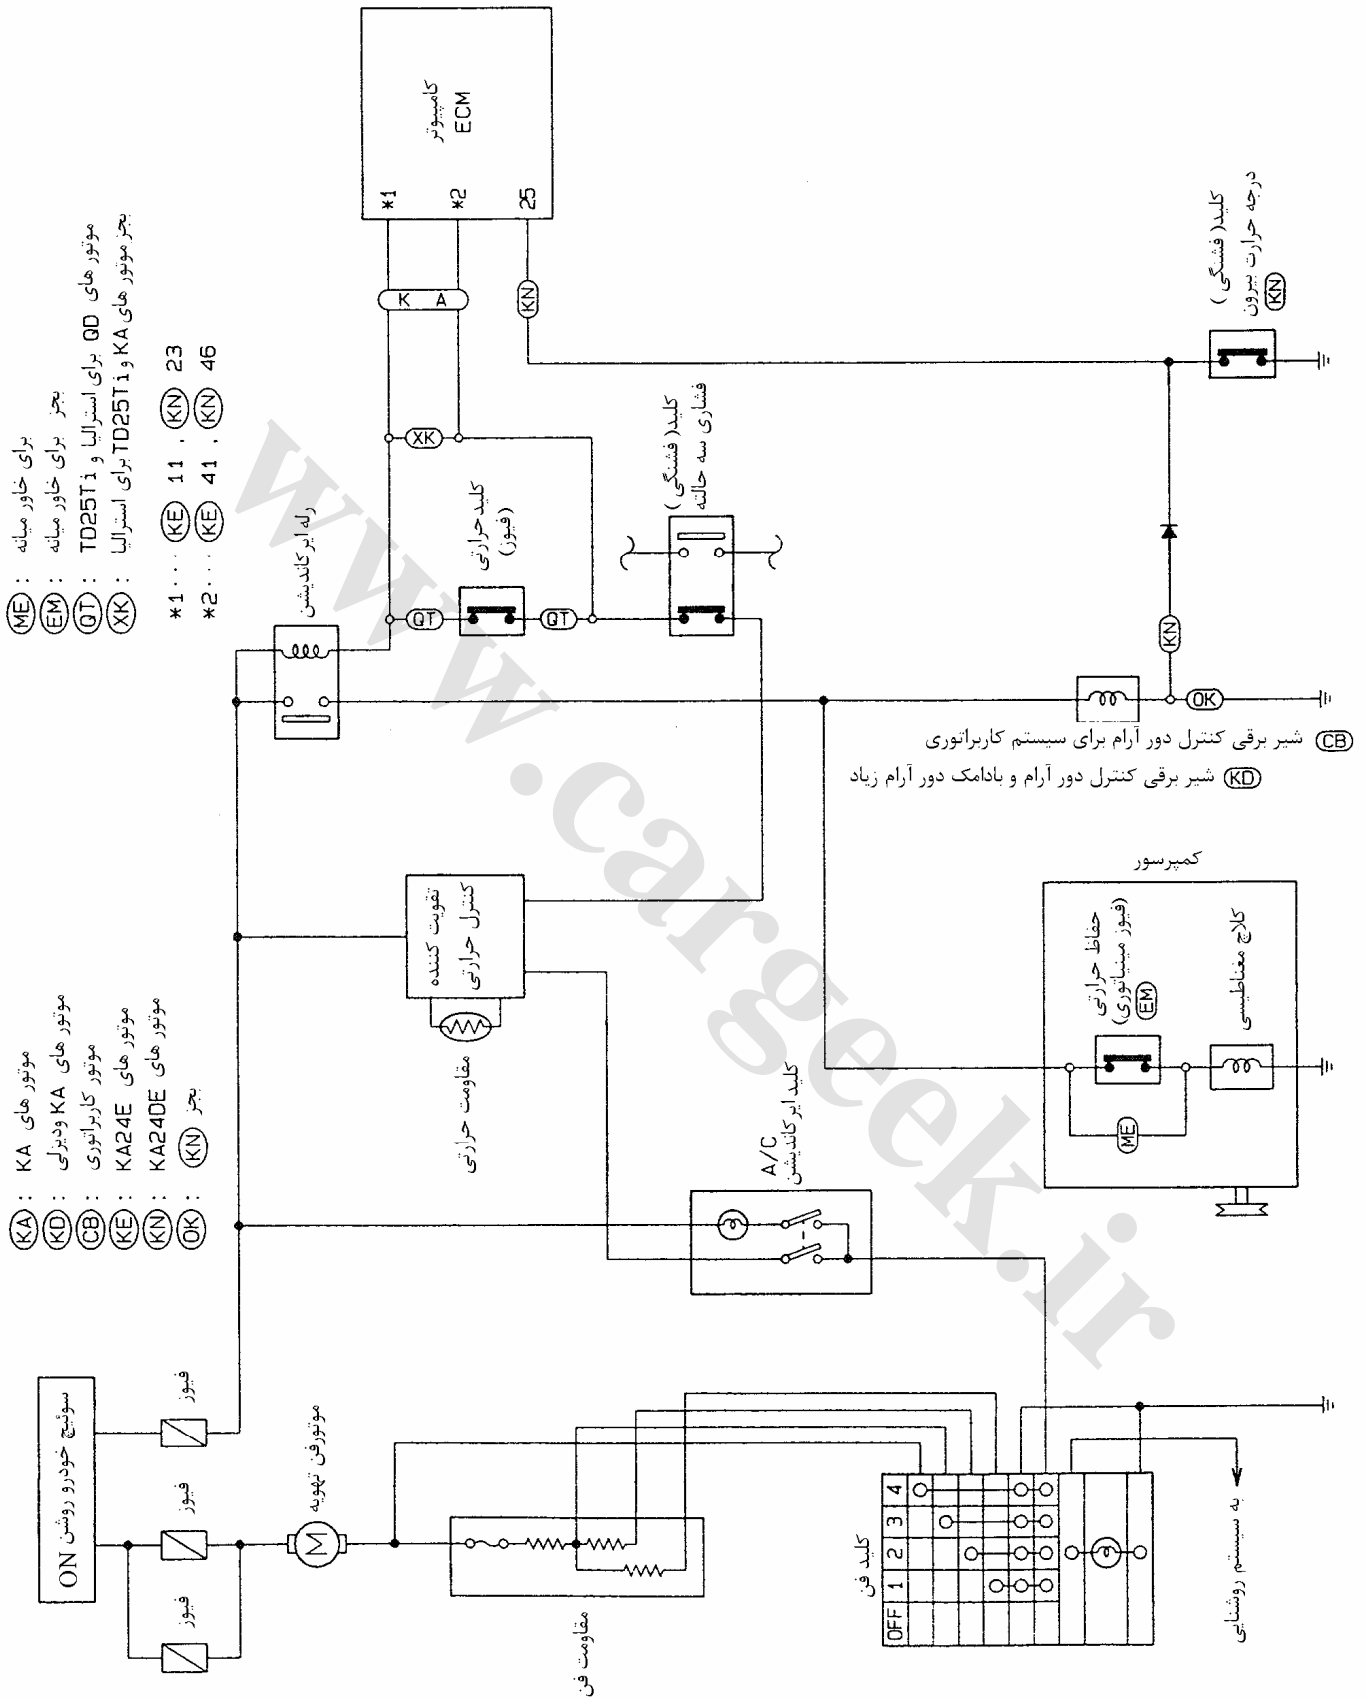 KA : موتور های KA
KD : موتور های KA ودیزلی
CB : موتور کاربراتوری
KE : موتور های KA24E
KN : موتور های KA24DE
OK : بجز KN
ME : برای خاور میانه
EM : بجز برای خاور میانه
QT : موتور های QD برای استرالیا و TD25Ti
XK : بجز موتور های KA و TD25Ti برای استرالیا
*1 ··· KE 11 , KN 23
*2 ··· KE 41 , KN 46
سوئیچ خودرو روشن ON
فیوز
فیوز
فیوز
موتورفن تهویه
مقاومت فن
کلید فن
OFF 1 2 3 4
به سیستم روشنایی
A/C
کلید ایرکاندیشن
مقاومت حرارتی
تقویت کننده
کنترل حرارتی
رله ایرکاندیشن
کلید حرارتی
(فیوز)
QT
QT
XK
کلید( فشنگی )
فشاری سه حالته
کامپیوتر
ECM
*1
*2
25
K A
KN
کلید( فشنگی )
درجه حرارت بیرون
KN
KN
OK
CB شیر برقی کنترل دور آرام برای سیستم کاربراتوری
KD شیر برقی کنترل دور آرام و بادامک دور آرام زیاد
کمپرسور
حفاظ حرارتی
(فیوز مینیاتوری)
EM
کلاج مغناطیسی
ME
M
www.cargeek.ir